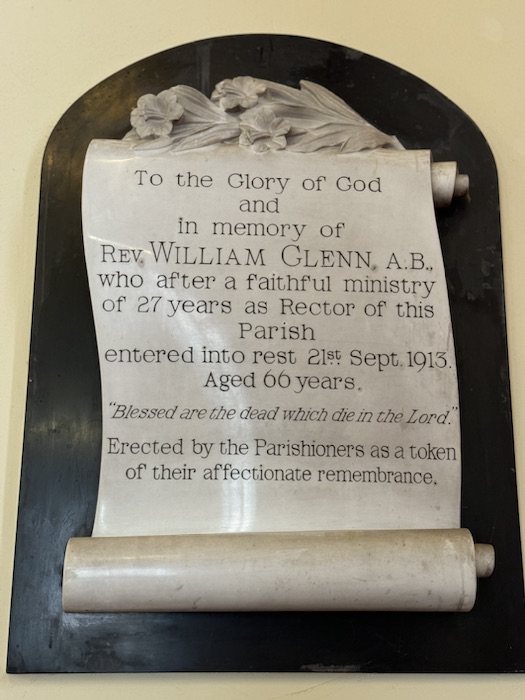 To the Glory of God
and
in memory of
REV. WILLIAM GLENN, A.B.,
who after a faithful ministry
of 27 years as Rector of this
Parish
entered into rest 21st Sept. 1913.
Aged 66 years.
"Blessed are the dead which die in the Lord."
Erected by the Parishioners as a token
of their affectionate remembrance.